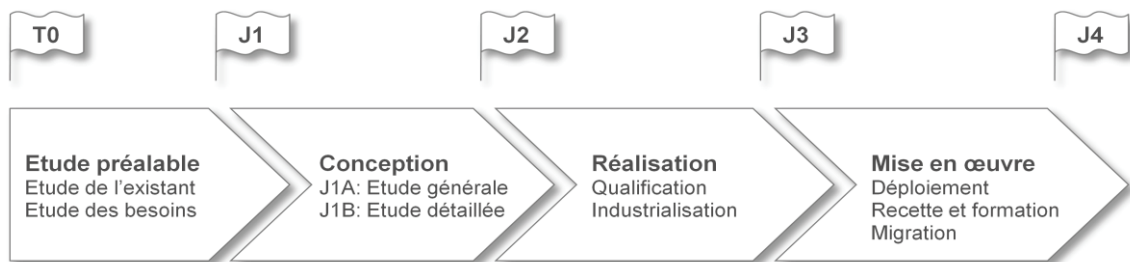 T0
J1
J2
J3
J4
Etude préalable
Etude de l'existant
Etude des besoins
Conception
J1A: Etude générale
J1B: Etude détaillée
Réalisation
Qualification
Industrialisation
Mise en œuvre
Déploiement
Recette et formation
Migration